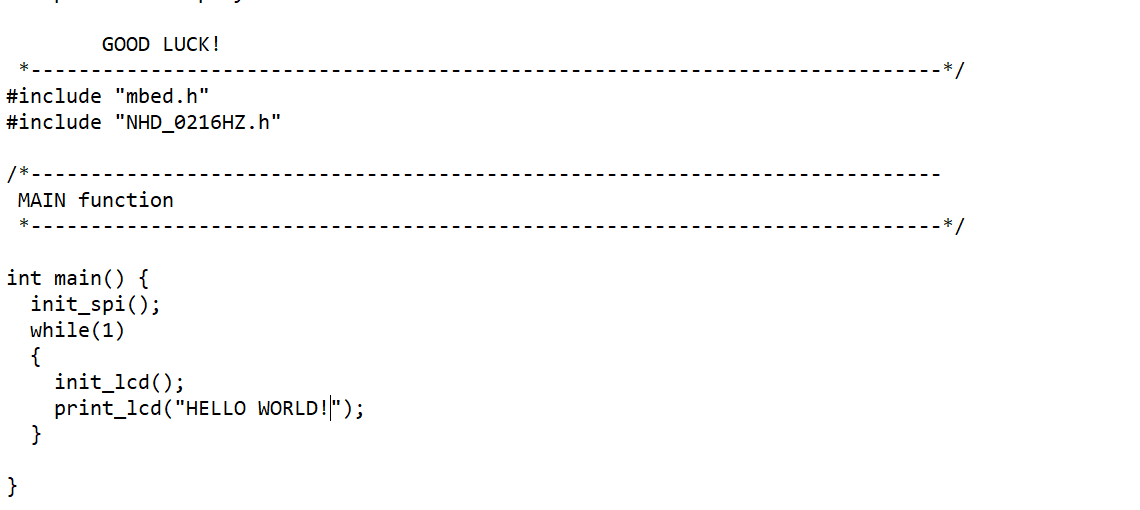 GOOD LUCK!
 *----------------------------------------------------------------------------*/
#include "mbed.h"
#include "NHD_0216HZ.h"
/*----------------------------------------------------------------------------
 MAIN function
 *----------------------------------------------------------------------------*/
int main() {
  init_spi();
  while(1)
  {
    init_lcd();
    print_lcd("HELLO WORLD!");
  }
}